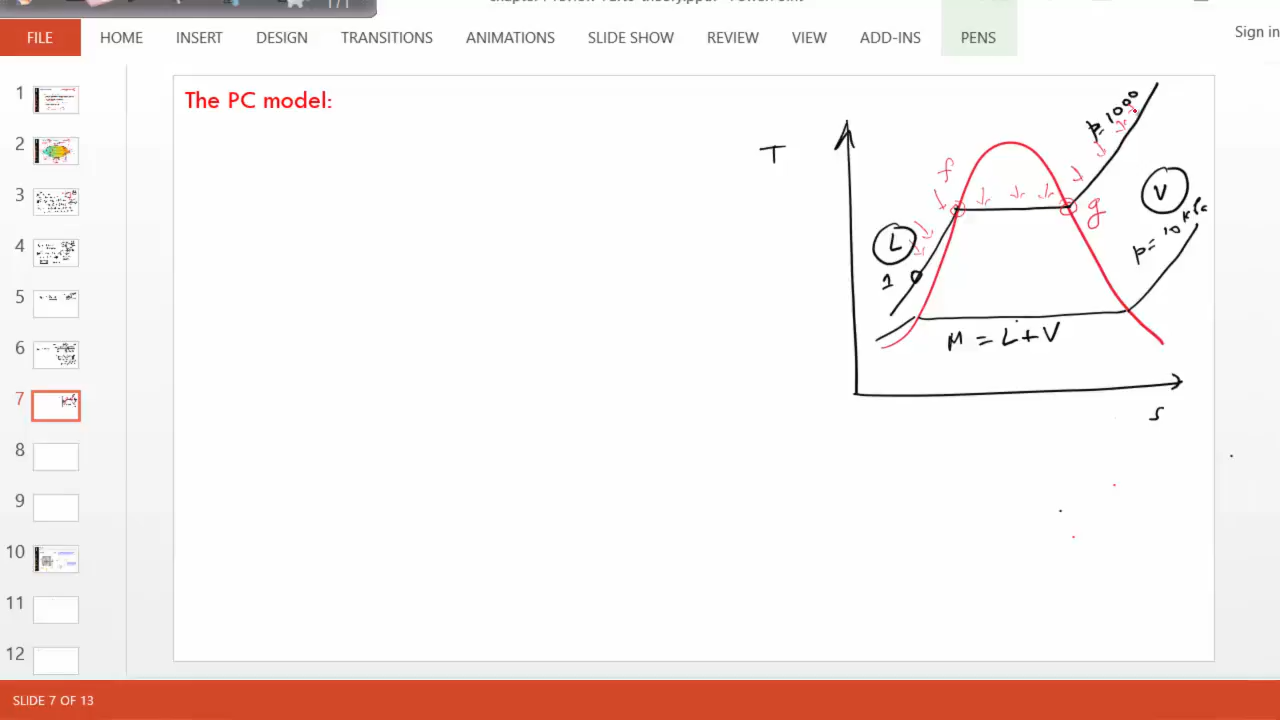 FILE HOME INSERT DESIGN TRANSITIONS ANIMATIONS SLIDE SHOW REVIEW VIEW ADD-INS PENS Sign in
1
2
3
4
5
6
7
8
9
10
11
12
The PC model:
T
p=1000
f
g
V
L
p=10 kPa
1
M = L+V
s
SLIDE 7 OF 13